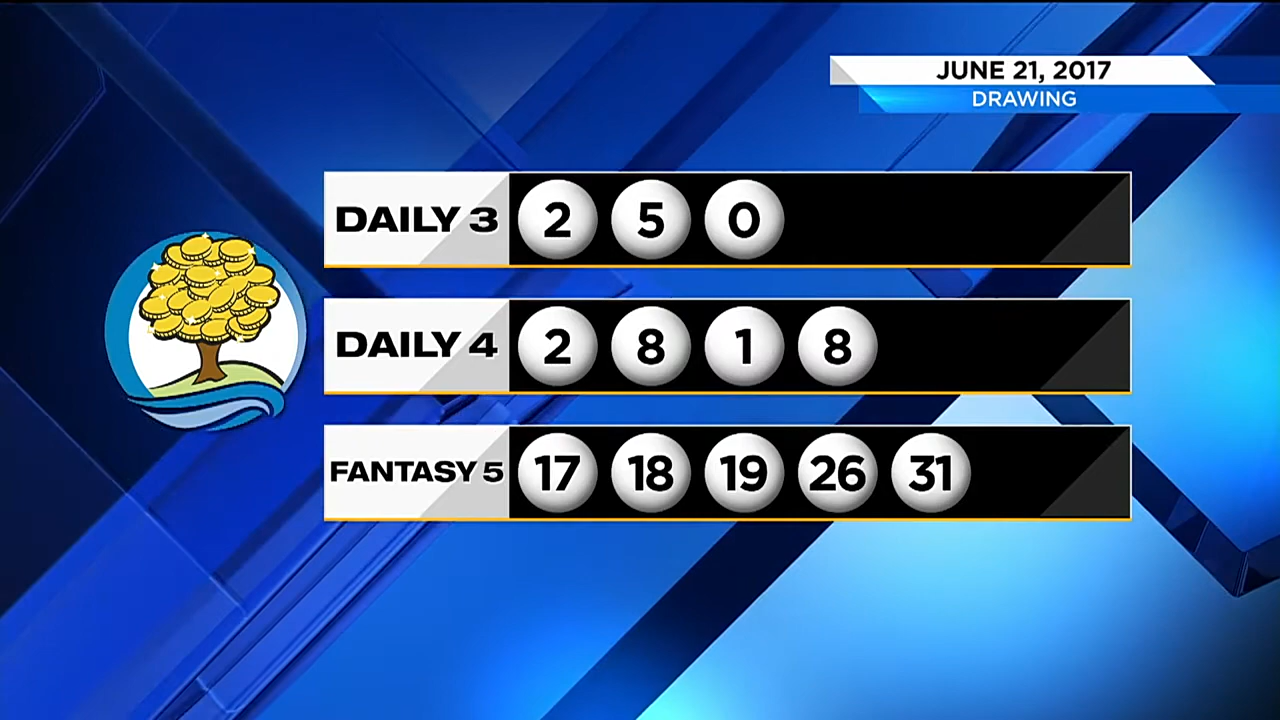 JUNE 21, 2017
DRAWING
DAILY 3 2 5 0
DAILY 4 2 8 1 8
FANTASY 5 17 18 19 26 31